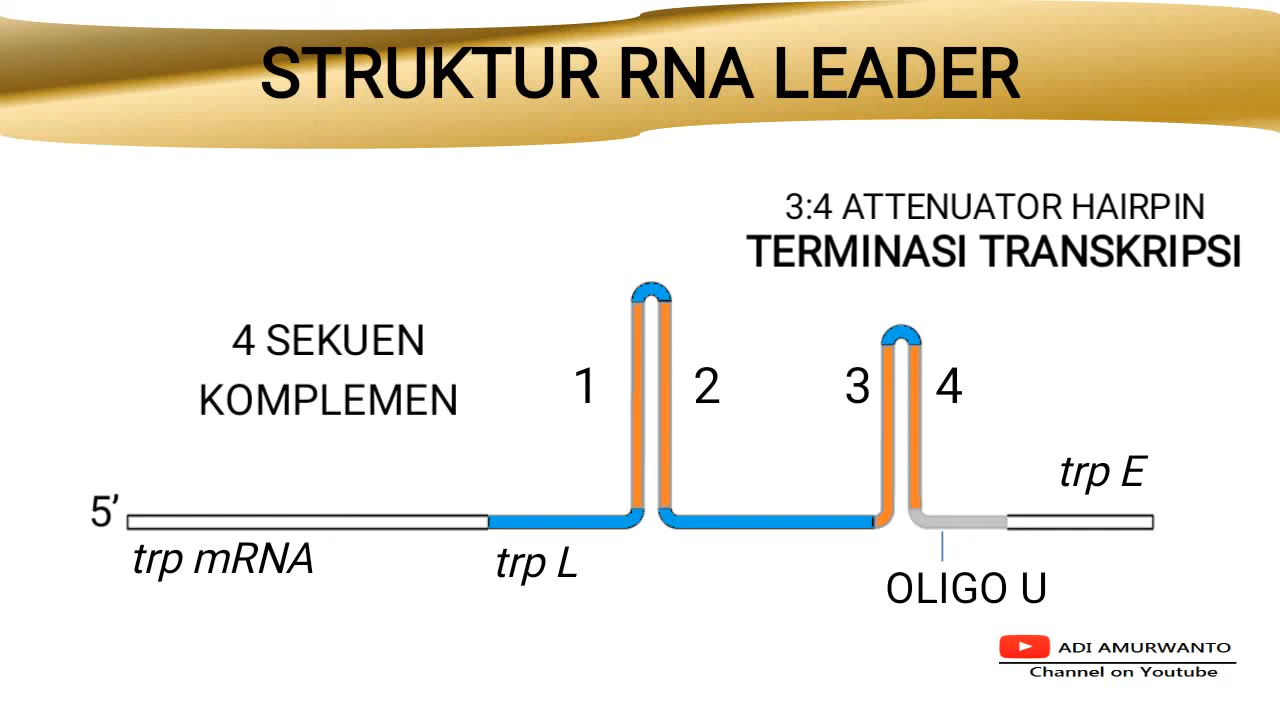 STRUKTUR RNA LEADER
3:4 ATTENUATOR HAIRPIN
TERMINASI TRANSKRIPSI
4 SEKUEN
KOMPLEMEN
1
2
3
4
trp E
5’
trp mRNA
trp L
OLIGO U
ADI AMURWANTO
Channel on Youtube